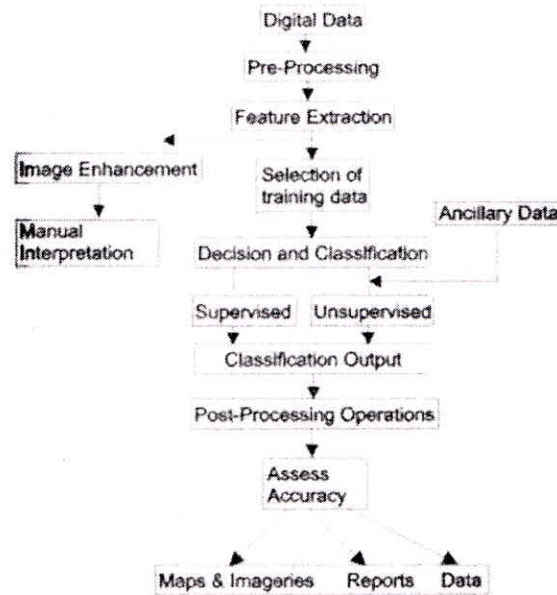 Digital Data
Pre-Processing
Feature Extraction
Image Enhancement
Selection of
training data
Ancillary Data
Manual
Interpretation
Decision and Classification
Supervised
Unsupervised
Classification Output
Post-Processing Operations
Assess
Accuracy
Maps & Imageries
Reports
Data